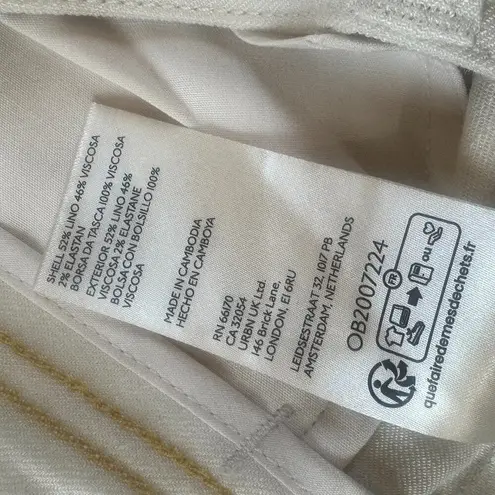 SHELL 52% LINO 46% VISCOSA
2% ELASTAN
BORSA DA TASCA 100% VISCOSA
EXTERIOR 52% LINO 46%
VISCOSA 2% ELASTANE
BOLSA CON BOLSILLO 100%
VISCOSA
MADE IN CAMBODIA
HECHO EN CAMBOYA
RN 66170
CA 32054
URBN UK Ltd
146 Brick Lane,
LONDON, E1 6RU
LEIDSESTRAAT 32, 1017 PB
AMSTERDAM, NETHERLANDS
OB2007224
FR
OU
quefairedemesdechets.fr